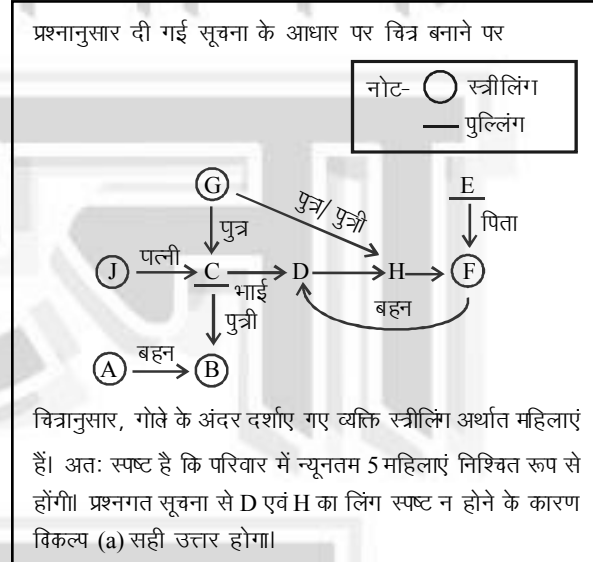 प्रश्नानुसार दी गई सूचना के आधार पर चित्र बनाने पर
नोट- स्त्रीलिंग
पुल्लिंग
G
E
पुत्र/ पुत्री
पुत्र
पिता
J पत्नी C D H F
भाई
पुत्री
बहन
बहन
A B
चित्रानुसार, गोले के अंदर दर्शाए गए व्यक्ति स्त्रीलिंग अर्थात महिलाएं
हैं। अतः स्पष्ट है कि परिवार में न्यूनतम 5 महिलाएं निश्चित रूप से
होंगी। प्रश्नगत सूचना से D एवं H का लिंग स्पष्ट न होने के कारण
विकल्प (a) सही उत्तर होगा।